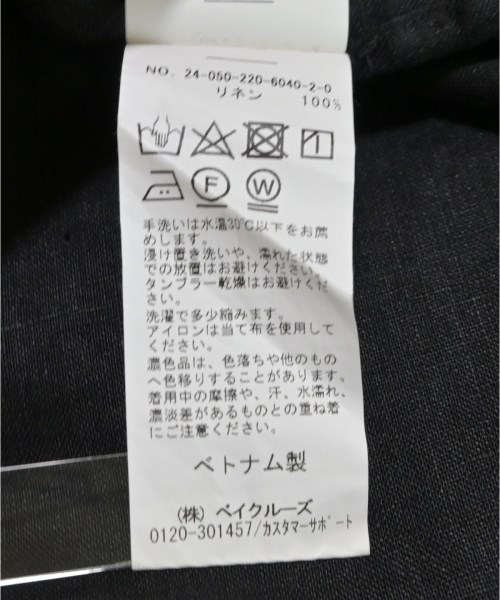 NO. 24-050-220-6040-2-0
リネン 100%
F W
手洗いは水温30℃以下をお薦
めします。
浸け置き洗いや、濡れた状態
での放置はお避けください。
タンブラー乾燥はお避けくださ
い。
洗濯で多少縮みます。
アイロンは当て布を使用して
ください。
濃色品は、色落ちや他のもの
へ色移りすることがあります。
着用中の摩擦や、汗、水濡れ、
濃淡差があるものとの重ね着
にご注意ください。
ベトナム製
(株) ベイクルーズ
0120-301457/カスタマーサポート